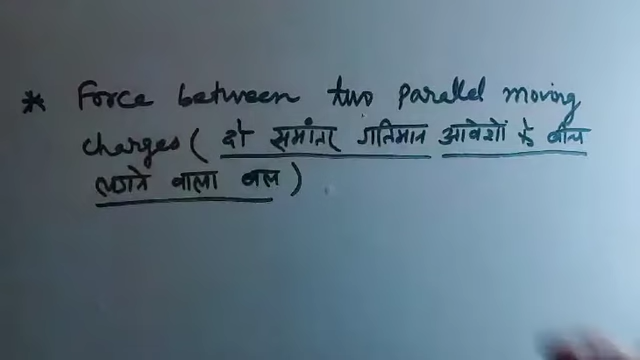 * Force between two parallel moving
charges ( दो समांतर गतिमान आवेशों के बीच
लगने वाला बल )